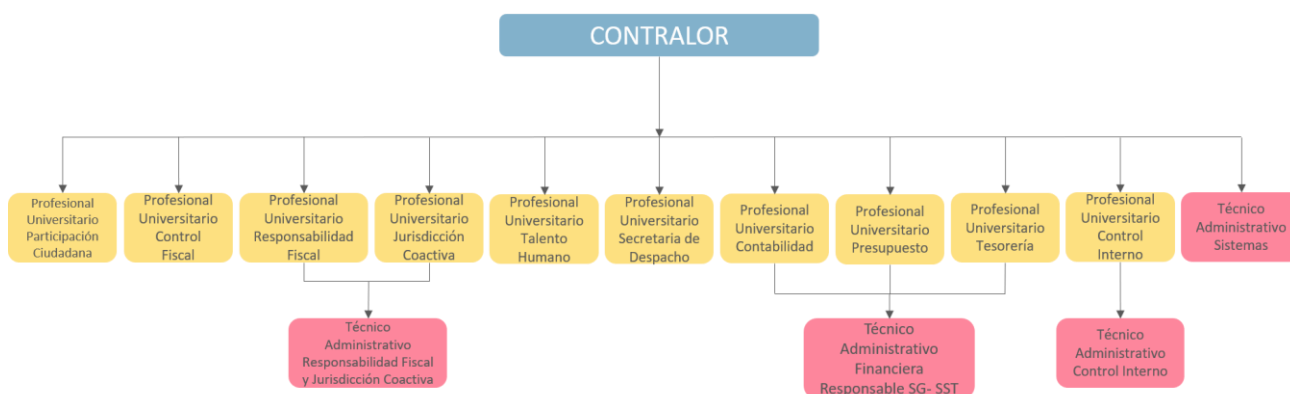 CONTRALOR
Profesional
Universitario
Participación
Ciudadana
Profesional
Universitario
Control
Fiscal
Profesional
Universitario
Responsabilidad
Fiscal
Profesional
Universitario
Jurisdicción
Coactiva
Profesional
Universitario
Talento
Humano
Profesional
Universitario
Secretaria de
Despacho
Profesional
Universitario
Contabilidad
Profesional
Universitario
Presupuesto
Profesional
Universitario
Tesorería
Profesional
Universitario
Control
Interno
Técnico
Administrativo
Sistemas
Técnico
Administrativo
Responsabilidad Fiscal
y Jurisdicción Coactiva
Técnico
Administrativo
Financiera
Responsable SG- SST
Técnico
Administrativo
Control Interno